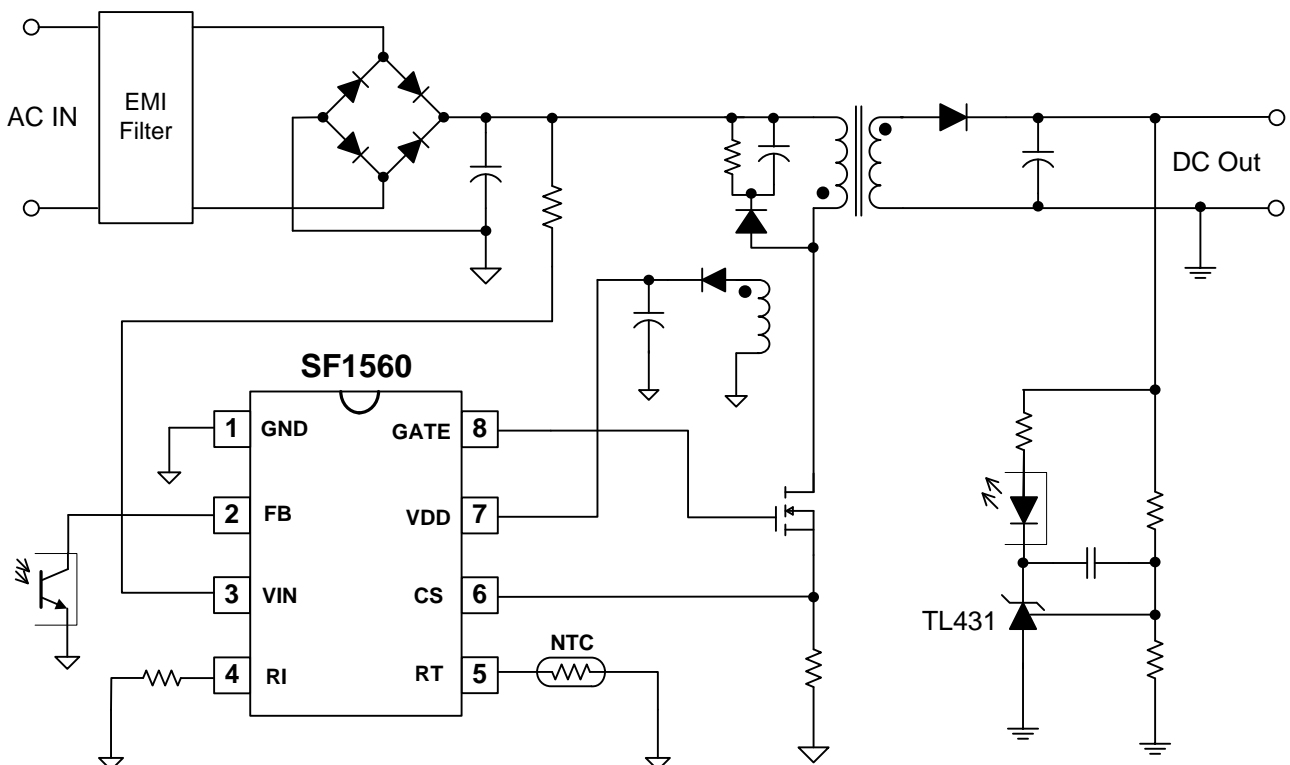 AC IN
EMI
Filter
DC Out
SF1560
1 GND
GATE 8
2 FB
VDD 7
3 VIN
CS 6
TL431
NTC
4 RI
RT 5